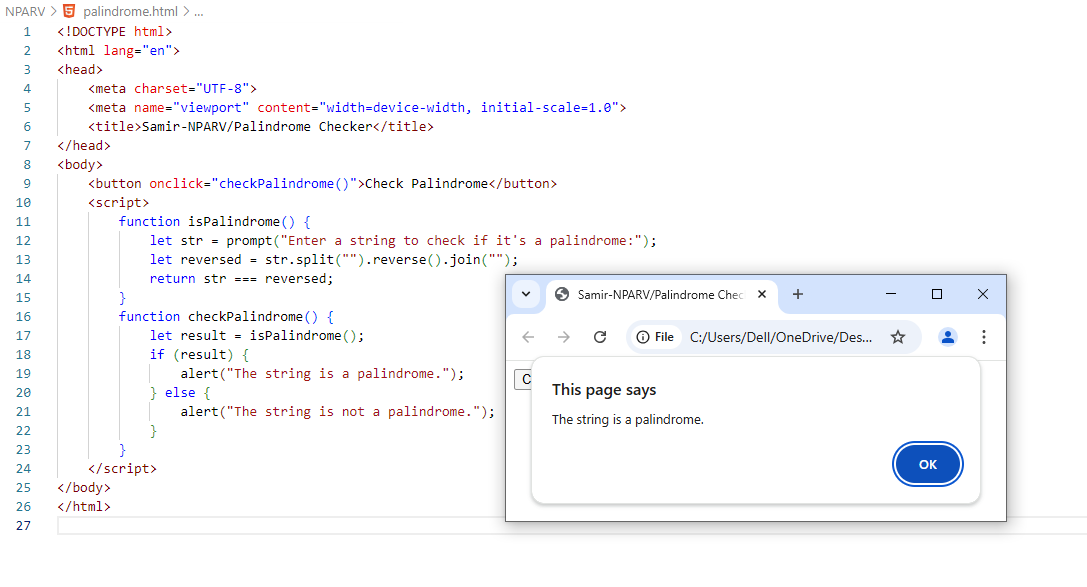 NPARV > palindrome.html > ...
1 <!DOCTYPE html>
2 <html lang="en">
3 <head>
4     <meta charset="UTF-8">
5     <meta name="viewport" content="width=device-width, initial-scale=1.0">
6     <title>Samir-NPARV/Palindrome Checker</title>
7 </head>
8 <body>
9     <button onclick="checkPalindrome()">Check Palindrome</button>
10     <script>
11         function isPalindrome() {
12             let str = prompt("Enter a string to check if it's a palindrome:");
13             let reversed = str.split("").reverse().join("");
14             return str === reversed;
15         }
16         function checkPalindrome() {
17             let result = isPalindrome();
18             if (result) {
19                 alert("The string is a palindrome.");
20             } else {
21                 alert("The string is not a palindrome.");
22             }
23         }
24     </script>
25 </body>
26 </html>
27
Samir-NPARV/Palindrome Chec
File C:/Users/Dell/OneDrive/Des...
C
This page says
The string is a palindrome.
OK